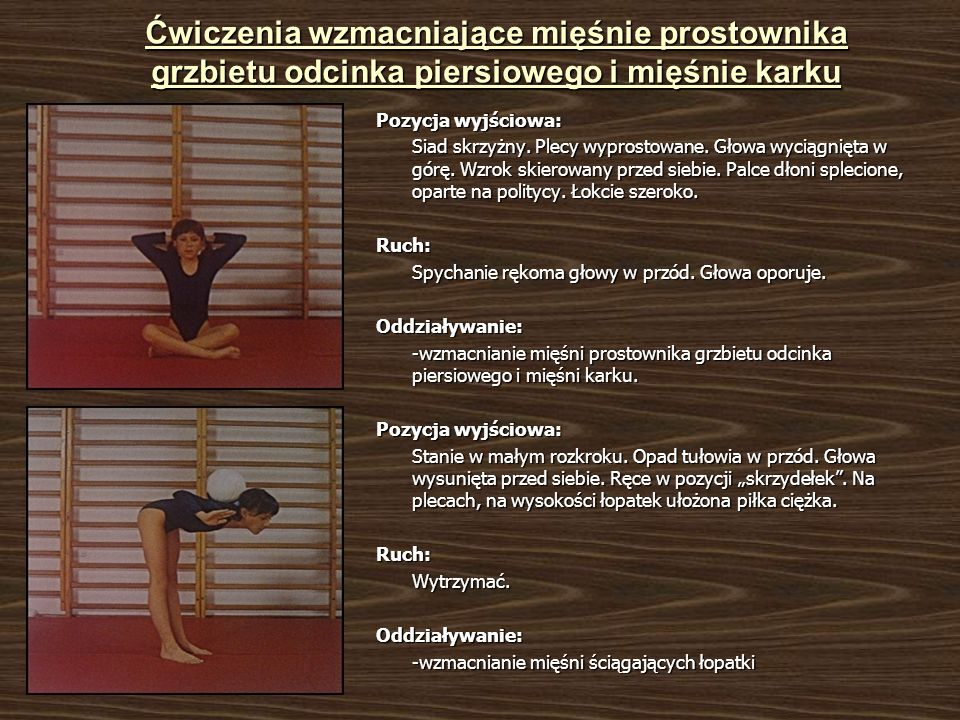 Ćwiczenia wzmacniające mięśnie prostownika
grzbietu odcinka piersiowego i mięśnie karku
Pozycja wyjściowa:
Siad skrzyżny. Plecy wyprostowane. Głowa wyciągnięta w
górę. Wzrok skierowany przed siebie. Palce dłoni splecione,
oparte na politycy. Łokcie szeroko.
Ruch:
Spychanie rękoma głowy w przód. Głowa oporuje.
Oddziaływanie:
-wzmacnianie mięśni prostownika grzbietu odcinka
piersiowego i mięśni karku.
Pozycja wyjściowa:
Stanie w małym rozkroku. Opad tułowia w przód. Głowa
wysunięta przed siebie. Ręce w pozycji „skrzydełek”. Na
plecach, na wysokości łopatek ułożona piłka ciężka.
Ruch:
Wytrzymać.
Oddziaływanie:
-wzmacnianie mięśni ściągających łopatki